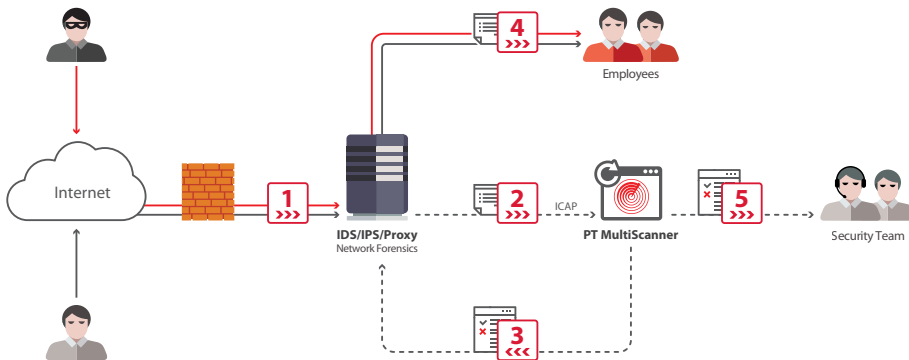 4
>>>
Employees
Internet
1
>>>
IDS/IPS/Proxy
Network Forensics
2
>>>
ICAP
PT MultiScanner
5
>>>
Security Team
3
<<<